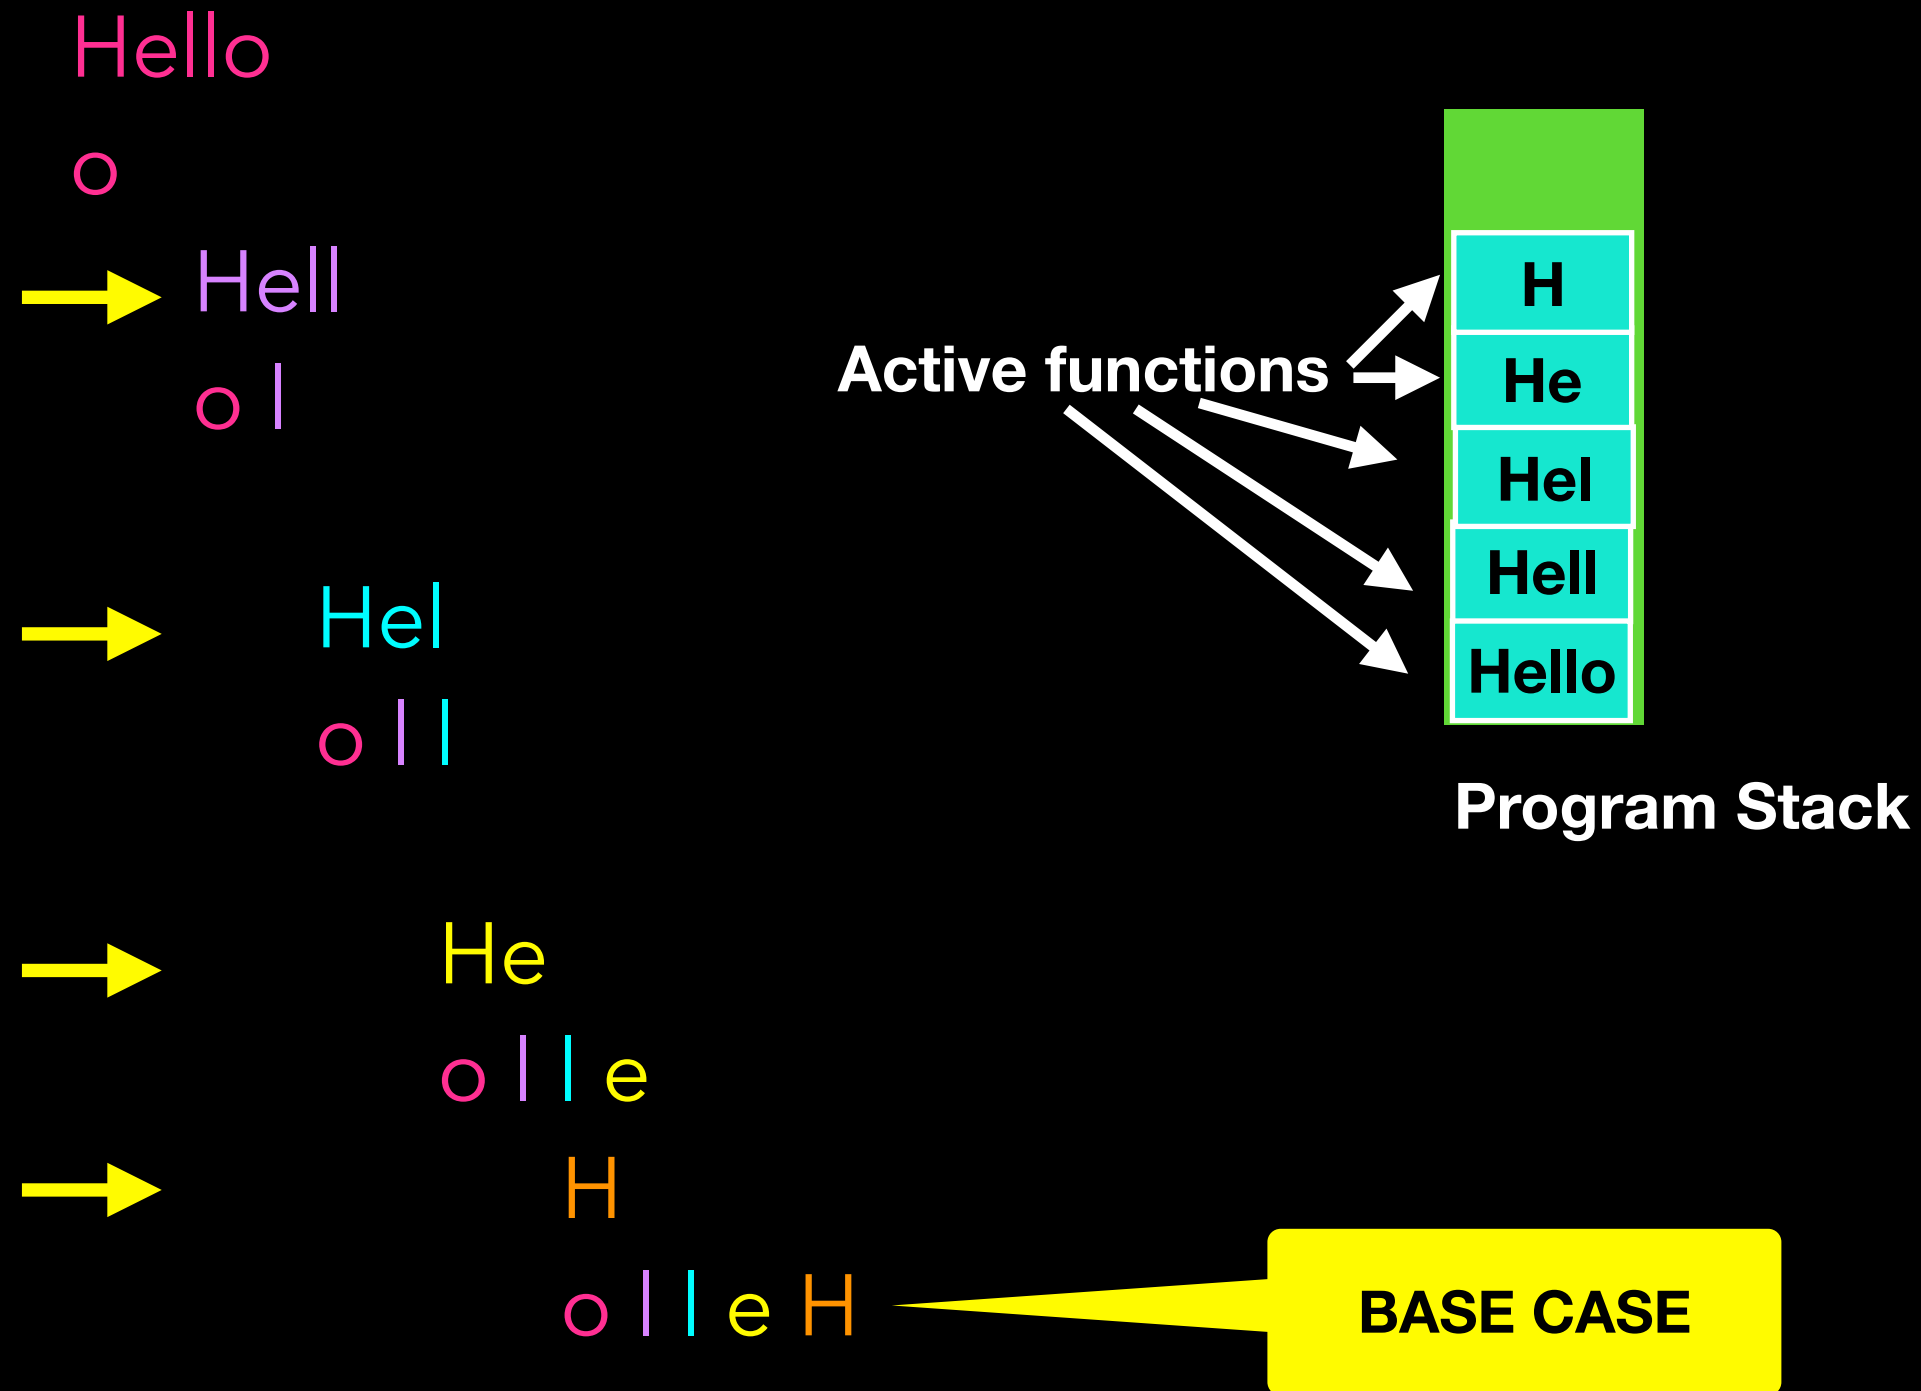 Hello
o
Hell
o l
Hel
o l l
He
o l l e
H
o l l e H
BASE CASE
Active functions
H
He
Hel
Hell
Hello
Program Stack